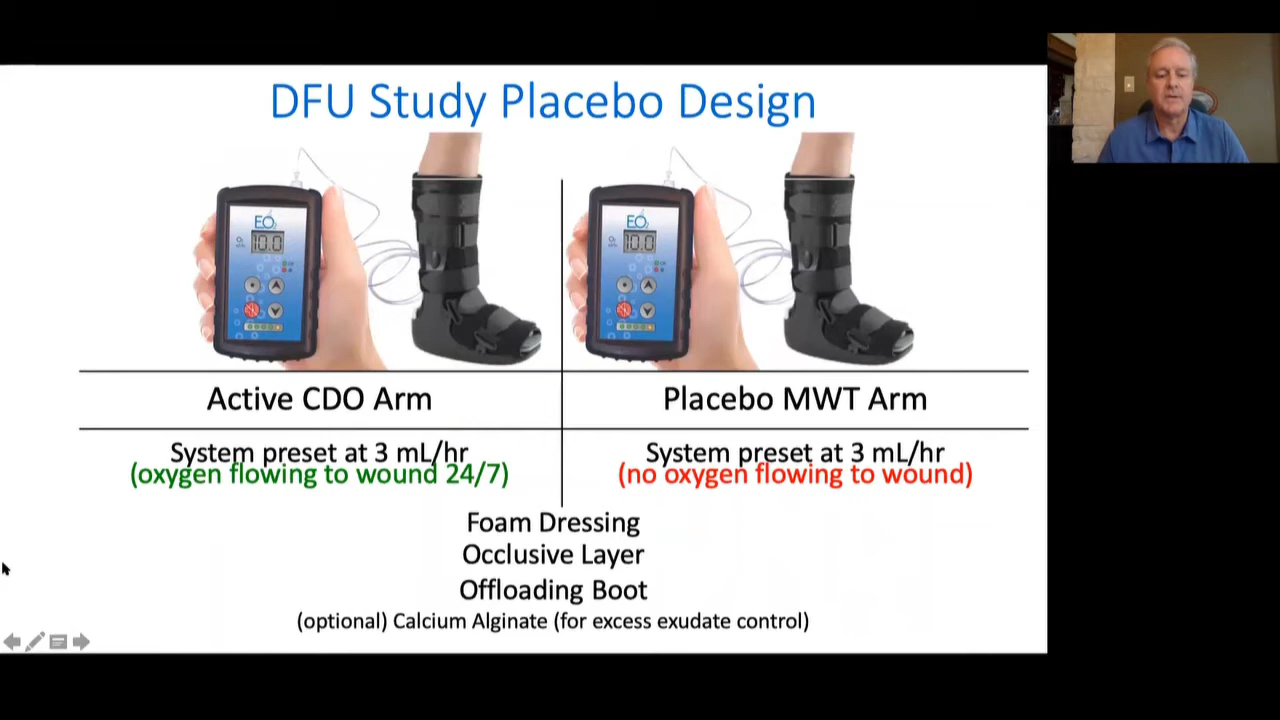 DFU Study Placebo Design
EO2
10.0
EO2
10.0
Active CDO Arm
Placebo MWT Arm
System preset at 3 mL/hr
(oxygen flowing to wound 24/7)
System preset at 3 mL/hr
(no oxygen flowing to wound)
Foam Dressing
Occlusive Layer
Offloading Boot
(optional) Calcium Alginate (for excess exudate control)